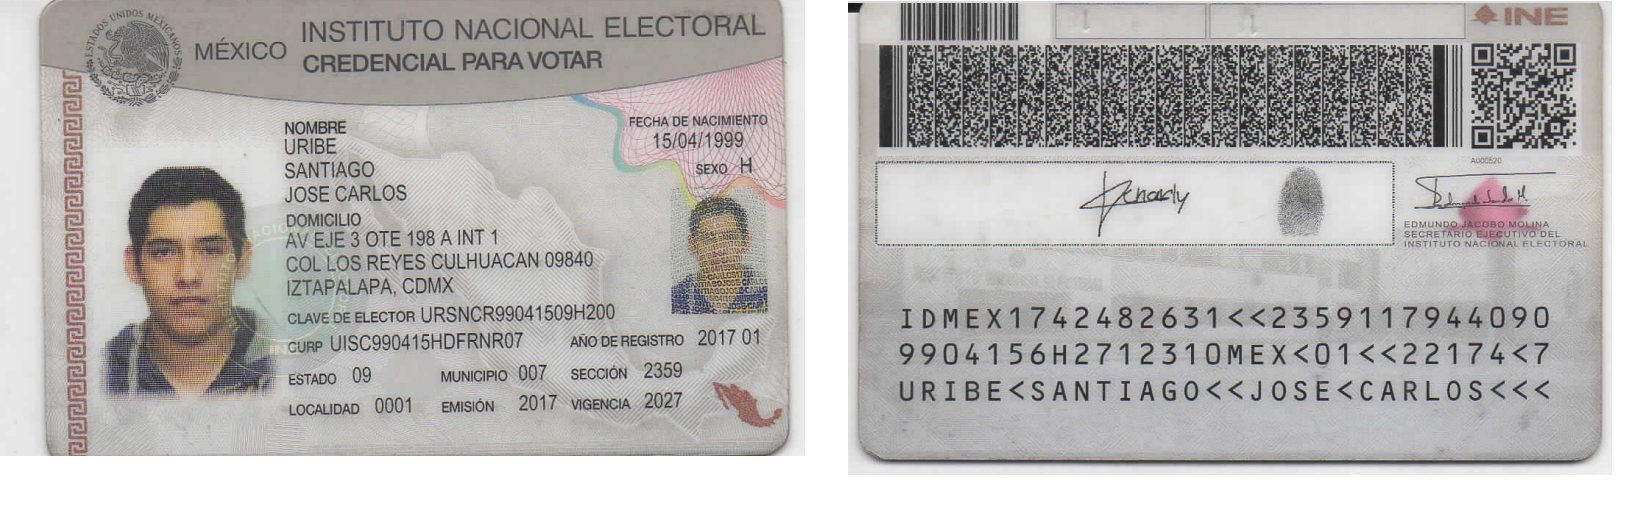 MÉXICO
INSTITUTO NACIONAL ELECTORAL
CREDENCIAL PARA VOTAR
NOMBRE
URIBE
SANTIAGO
JOSE CARLOS
FECHA DE NACIMIENTO
15/04/1999
SEXO H
DOMICILIO
AV EJE 3 OTE 198 A INT 1
COL LOS REYES CULHUACAN 09840
IZTAPALAPA, CDMX
CLAVE DE ELECTOR URSNCR99041509H200
CURP UISC990415HDFRNR07 AÑO DE REGISTRO 2017 01
ESTADO 09 MUNICIPIO 007 SECCIÓN 2359
LOCALIDAD 0001 EMISIÓN 2017 VIGENCIA 2027
ESTADOS UNIDOS MEXICANOS
INE
A000520
EDMUNDO JACOBO MOLINA
SECRETARIO EJECUTIVO DEL
INSTITUTO NACIONAL ELECTORAL
IDMEX1742482631<<2359117944090
9904156H2712310MEX<01<<22174<7
URIBE<SANTIAGO<<JOSE<CARLOS<<<